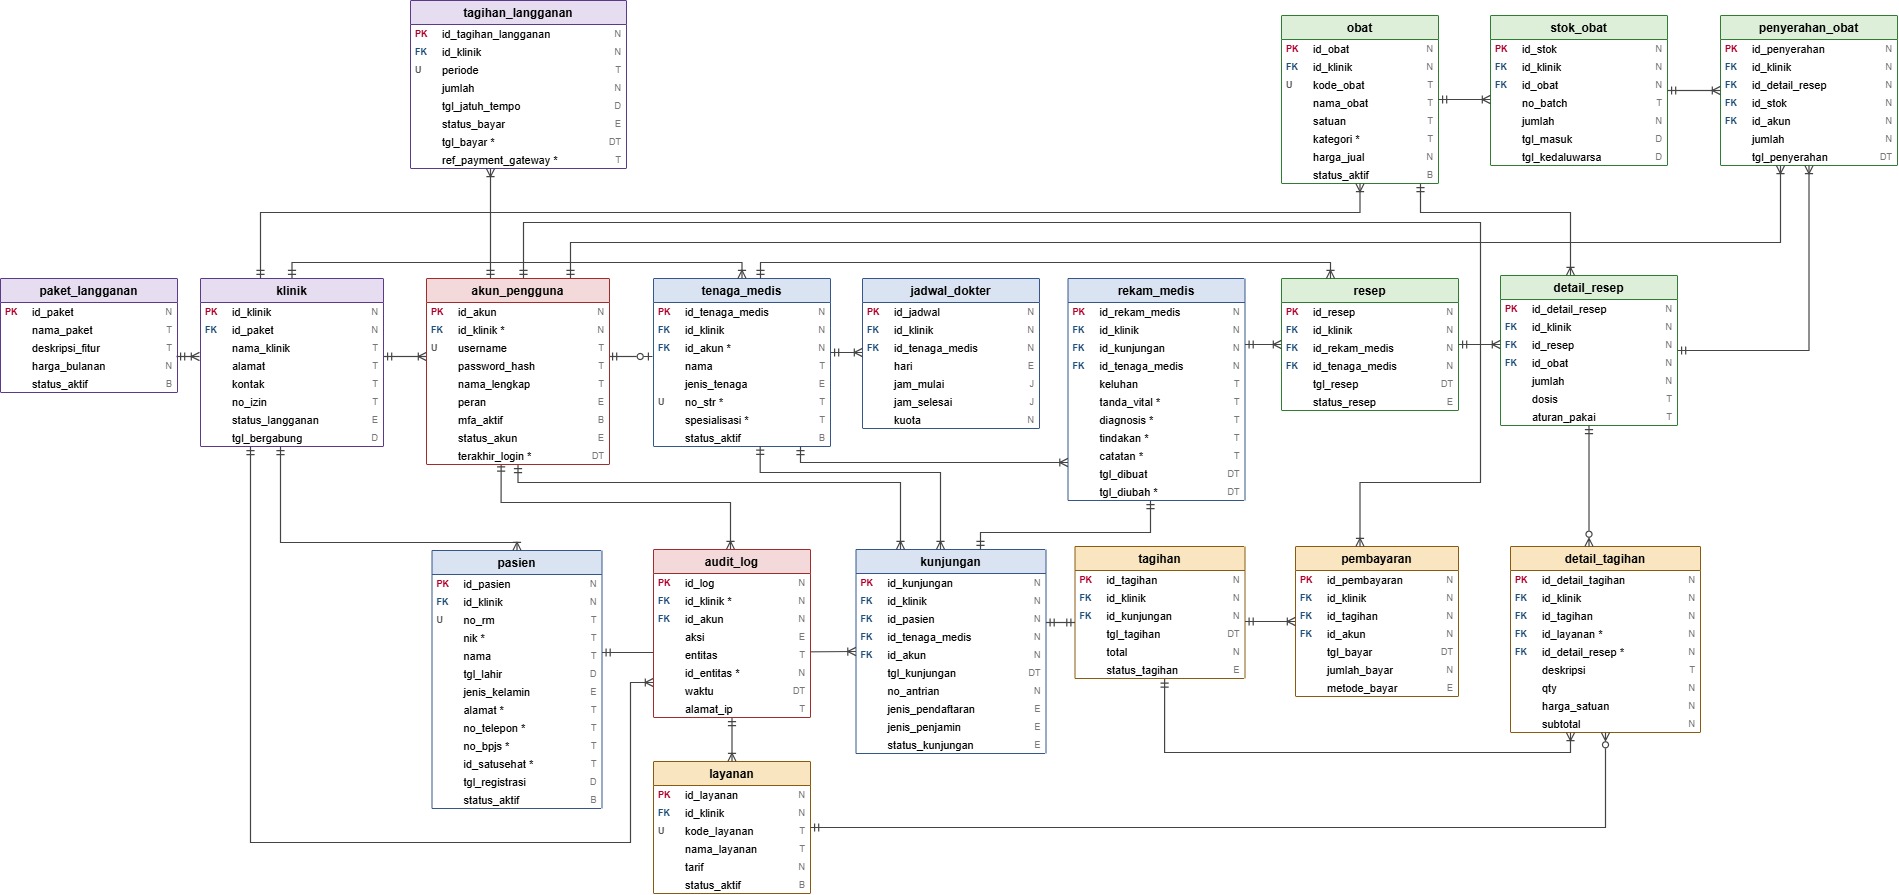 tagihan_langganan
PK id_tagihan_langganan N
FK id_klinik N
U periode T
jumlah N
tgl_jatuh_tempo D
status_bayar E
tgl_bayar * DT
ref_payment_gateway * T
obat
PK id_obat N
FK id_klinik N
U kode_obat T
nama_obat T
satuan T
kategori * T
harga_jual N
status_aktif B
stok_obat
PK id_stok N
FK id_klinik N
FK id_obat N
no_batch T
jumlah N
tgl_masuk D
tgl_kedaluwarsa D
penyerahan_obat
PK id_penyerahan N
FK id_klinik N
FK id_detail_resep N
FK id_stok N
FK id_akun N
jumlah N
tgl_penyerahan DT
paket_langganan
PK id_paket N
nama_paket T
deskripsi_fitur T
harga_bulanan N
status_aktif B
klinik
PK id_klinik N
FK id_paket N
nama_klinik T
alamat T
kontak T
no_izin T
status_langganan E
tgl_bergabung D
akun_pengguna
PK id_akun N
FK id_klinik * N
U username T
password_hash T
nama_lengkap T
peran E
mfa_aktif B
status_akun E
terakhir_login * DT
tenaga_medis
PK id_tenaga_medis N
FK id_klinik N
FK id_akun * N
nama T
jenis_tenaga E
U no_str * T
spesialisasi * T
status_aktif B
jadwal_dokter
PK id_jadwal N
FK id_klinik N
FK id_tenaga_medis N
hari E
jam_mulai J
jam_selesai J
kuota N
rekam_medis
PK id_rekam_medis N
FK id_klinik N
FK id_kunjungan N
FK id_tenaga_medis N
keluhan T
tanda_vital * T
diagnosis * T
tindakan * T
catatan * T
tgl_dibuat DT
tgl_diubah * DT
resep
PK id_resep N
FK id_klinik N
FK id_rekam_medis N
FK id_tenaga_medis N
tgl_resep DT
status_resep E
detail_resep
PK id_detail_resep N
FK id_klinik N
FK id_resep N
FK id_obat N
jumlah N
dosis T
aturan_pakai T
pasien
PK id_pasien N
FK id_klinik N
U no_rm T
nik * T
nama T
tgl_lahir D
jenis_kelamin E
alamat * T
no_telepon * T
no_bpjs * T
id_satusehat * T
tgl_registrasi D
status_aktif B
audit_log
PK id_log N
FK id_klinik * N
FK id_akun N
aksi E
entitas T
id_entitas * N
waktu DT
alamat_ip T
kunjungan
PK id_kunjungan N
FK id_klinik N
FK id_pasien N
FK id_tenaga_medis N
FK id_akun N
tgl_kunjungan DT
no_antrian N
jenis_pendaftaran E
jenis_penjamin E
status_kunjungan E
tagihan
PK id_tagihan N
FK id_klinik N
FK id_kunjungan N
tgl_tagihan DT
total N
status_tagihan E
pembayaran
PK id_pembayaran N
FK id_klinik N
FK id_tagihan N
FK id_akun N
tgl_bayar DT
jumlah_bayar N
metode_bayar E
detail_tagihan
PK id_detail_tagihan N
FK id_klinik N
FK id_tagihan N
FK id_layanan * N
FK id_detail_resep * N
deskripsi T
qty N
harga_satuan N
subtotal N
layanan
PK id_layanan N
FK id_klinik N
U kode_layanan T
nama_layanan T
tarif N
status_aktif B